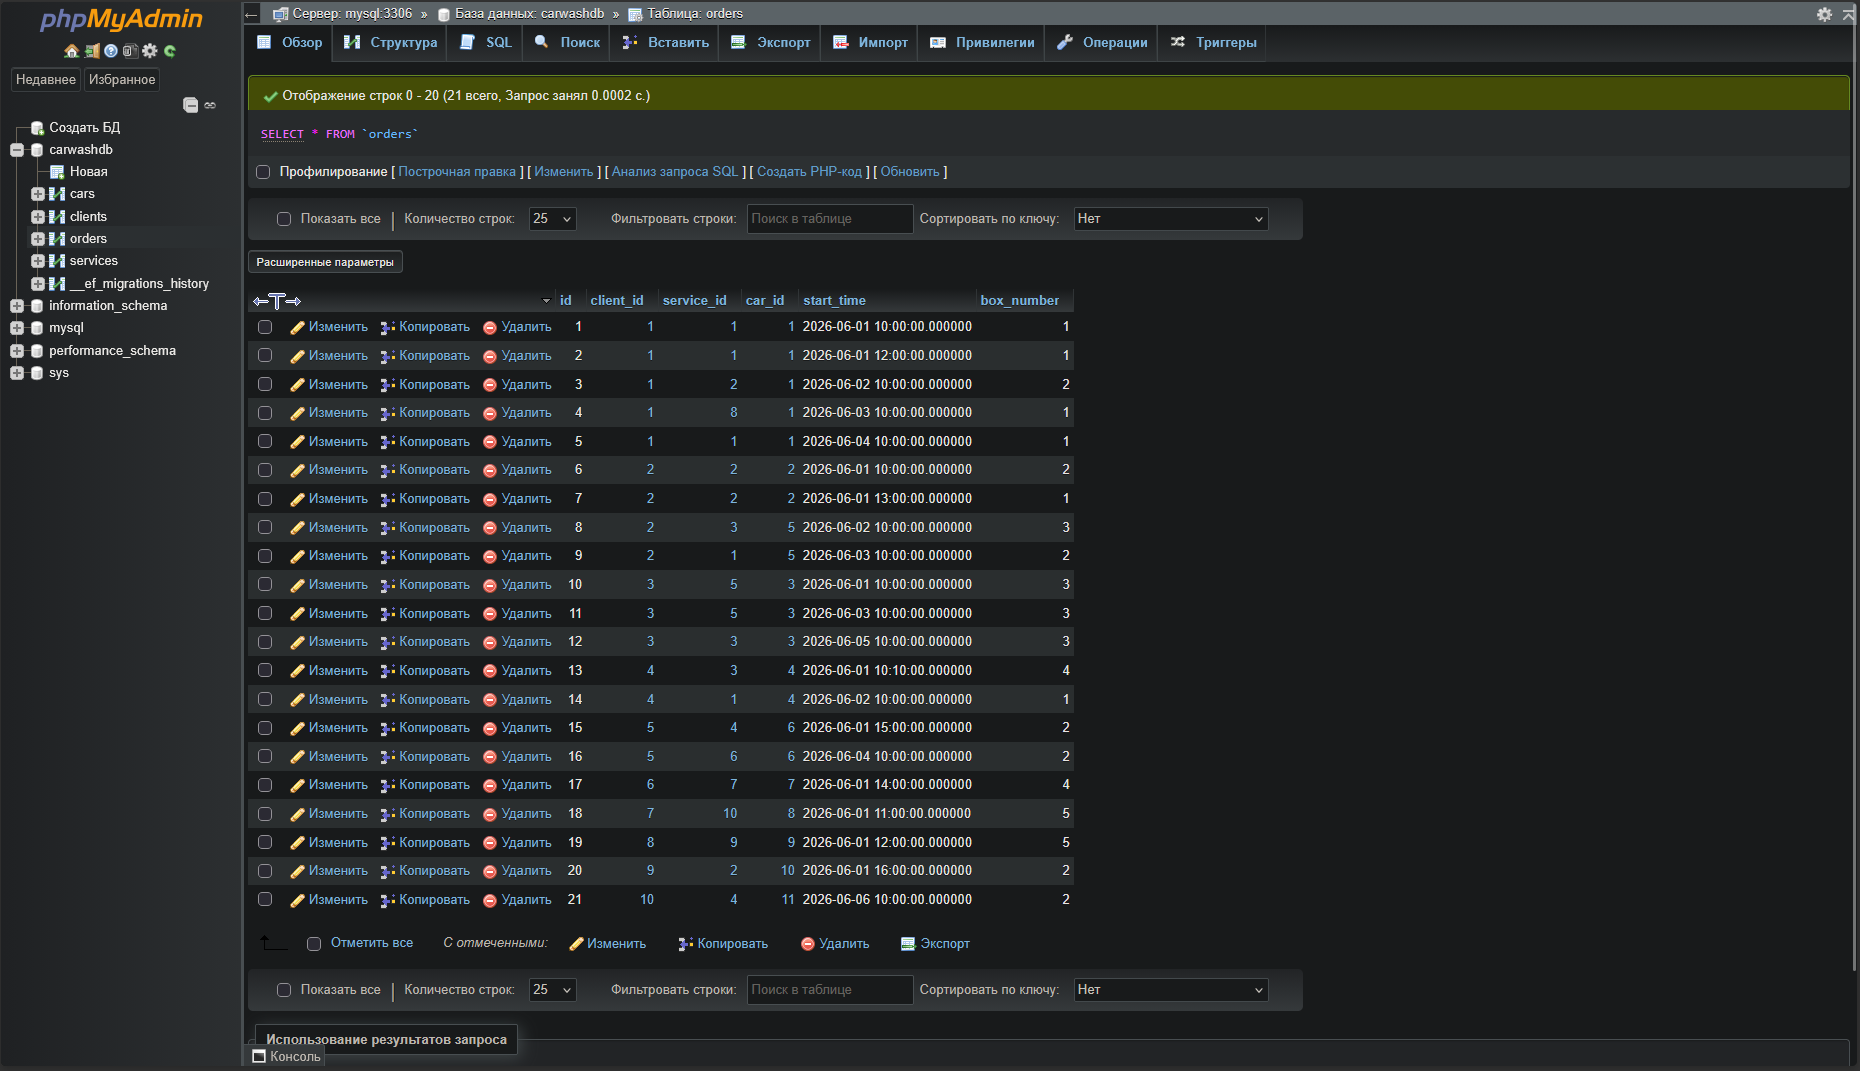 phpMyAdmin
Недавнее Избранное
Создать БД
carwashdb
Новая
cars
clients
orders
services
__ef_migrations_history
information_schema
mysql
performance_schema
sys
Сервер: mysql:3306 » База данных: carwashdb » Таблица: orders
Обзор Структура SQL Поиск Вставить Экспорт Импорт Привилегии Операции Триггеры
Отображение строк 0 - 20 (21 всего, Запрос занял 0.0002 с.)
SELECT * FROM `orders`
Профилирование [ Построчная правка ] [ Изменить ] [ Анализ запроса SQL ] [ Создать PHP-код ] [ Обновить ]
Показать все | Количество строк: 25 Фильтровать строки: Поиск в таблице Сортировать по ключу: Нет
Расширенные параметры
←T→ id client_id service_id car_id start_time box_number
Изменить Копировать Удалить 1 1 1 1 2026-06-01 10:00:00.000000 1
Изменить Копировать Удалить 2 1 1 1 2026-06-01 12:00:00.000000 1
Изменить Копировать Удалить 3 1 2 1 2026-06-02 10:00:00.000000 2
Изменить Копировать Удалить 4 1 8 1 2026-06-03 10:00:00.000000 1
Изменить Копировать Удалить 5 1 1 1 2026-06-04 10:00:00.000000 1
Изменить Копировать Удалить 6 2 2 2 2026-06-01 10:00:00.000000 2
Изменить Копировать Удалить 7 2 2 2 2026-06-01 13:00:00.000000 1
Изменить Копировать Удалить 8 2 3 5 2026-06-02 10:00:00.000000 3
Изменить Копировать Удалить 9 2 1 5 2026-06-03 10:00:00.000000 2
Изменить Копировать Удалить 10 3 5 3 2026-06-01 10:00:00.000000 3
Изменить Копировать Удалить 11 3 5 3 2026-06-03 10:00:00.000000 3
Изменить Копировать Удалить 12 3 3 3 2026-06-05 10:00:00.000000 3
Изменить Копировать Удалить 13 4 3 4 2026-06-01 10:10:00.000000 4
Изменить Копировать Удалить 14 4 1 4 2026-06-02 10:00:00.000000 1
Изменить Копировать Удалить 15 5 4 6 2026-06-01 15:00:00.000000 2
Изменить Копировать Удалить 16 5 6 6 2026-06-04 10:00:00.000000 2
Изменить Копировать Удалить 17 6 7 7 2026-06-01 14:00:00.000000 4
Изменить Копировать Удалить 18 7 10 8 2026-06-01 11:00:00.000000 5
Изменить Копировать Удалить 19 8 9 9 2026-06-01 12:00:00.000000 5
Изменить Копировать Удалить 20 9 2 10 2026-06-01 16:00:00.000000 2
Изменить Копировать Удалить 21 10 4 11 2026-06-06 10:00:00.000000 2
Отметить все С отмеченными: Изменить Копировать Удалить Экспорт
Показать все | Количество строк: 25 Фильтровать строки: Поиск в таблице Сортировать по ключу: Нет
Использование результатов запроса
Консоль